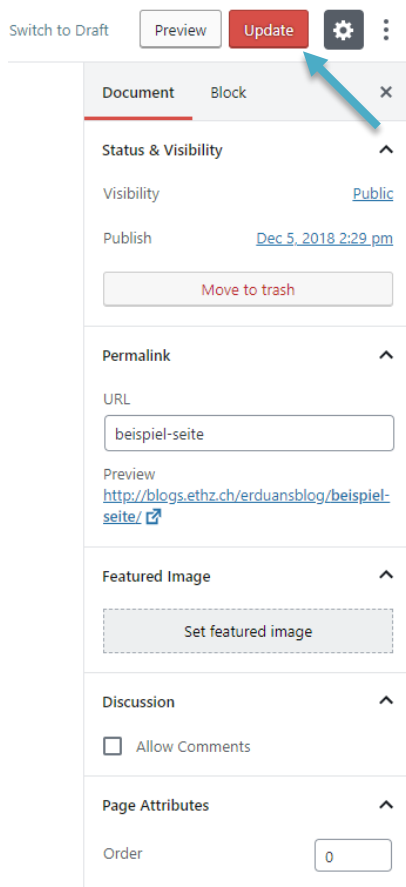 Switch to Draft Preview Update
Document Block
Status & Visibility
Visibility Public
Publish Dec 5, 2018 2:29 pm
Move to trash
Permalink
URL
beispiel-seite
Preview
http://blogs.ethz.ch/erduansblog/beispiel-
seite/
Featured Image
Set featured image
Discussion
Allow Comments
Page Attributes
Order 0